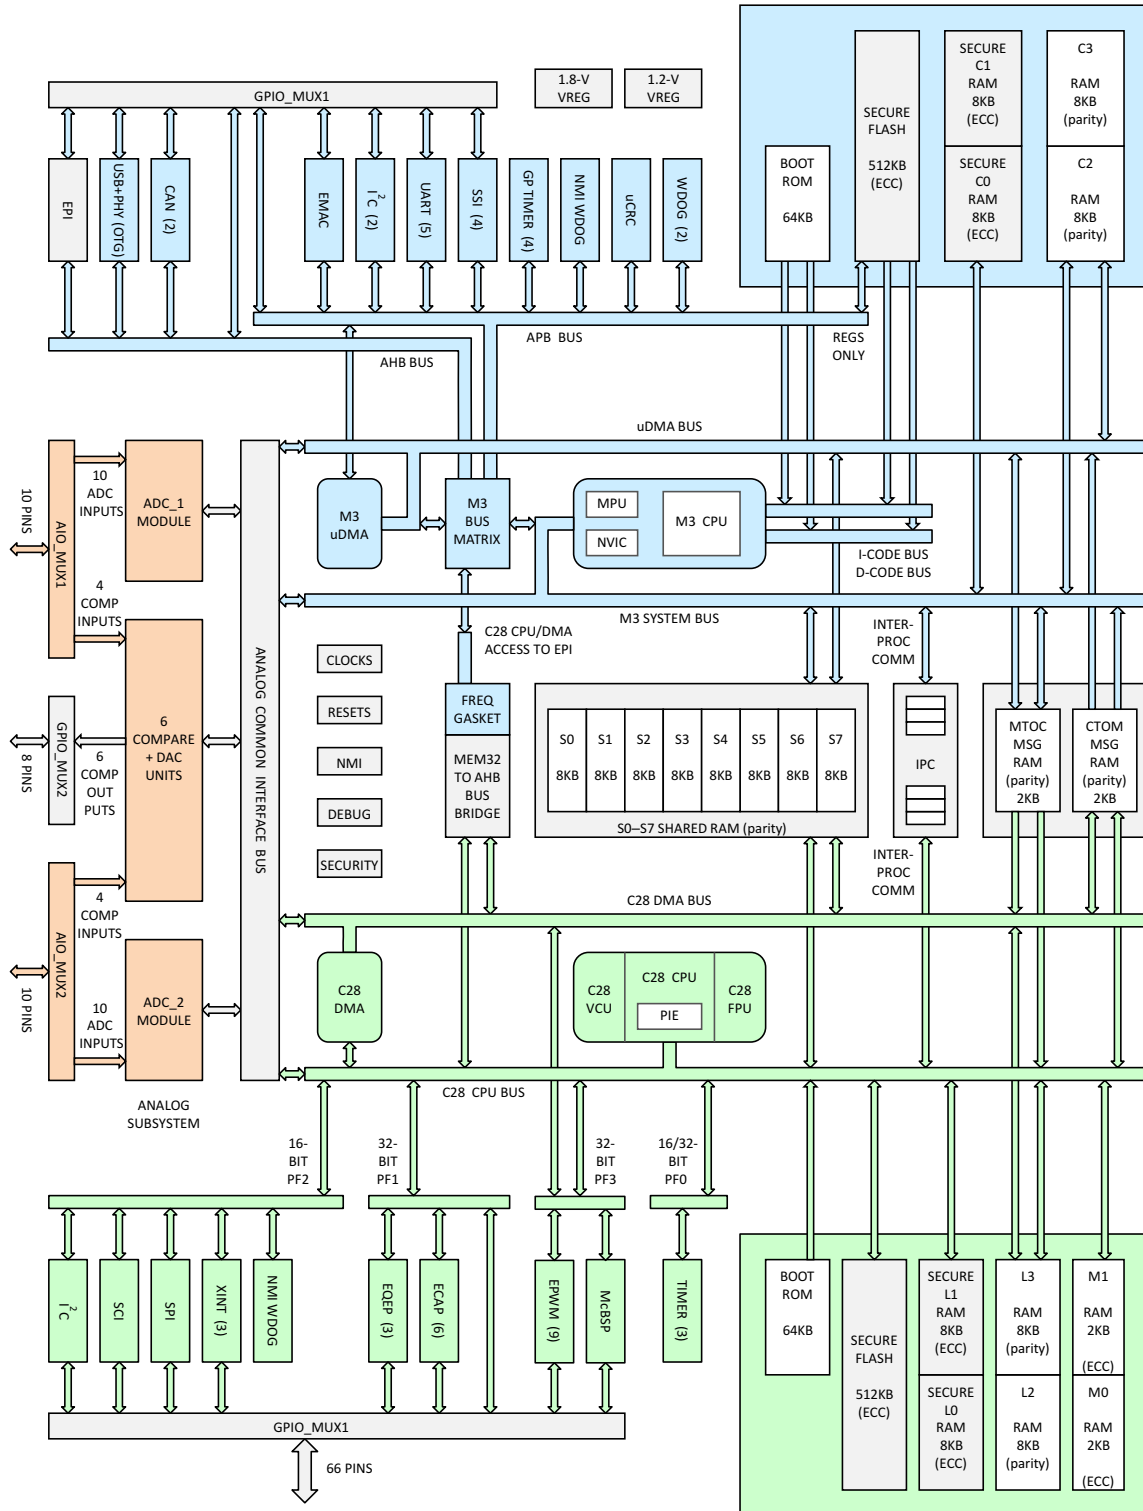 GPIO_MUX1
1.8-V
VREG
1.2-V
VREG
EPI
USB+PHY (OTG)
CAN (2)
EMAC
I2C (2)
UART (5)
SSI (4)
GP TIMER (4)
NMI WDOG
uCRC
WDOG (2)
BOOT
ROM
64KB
SECURE
FLASH
512KB
(ECC)
SECURE
C1
RAM
8KB
(ECC)
SECURE
C0
RAM
8KB
(ECC)
C3
RAM
8KB
(parity)
C2
RAM
8KB
(parity)
APB BUS
AHB BUS
REGS
ONLY
uDMA BUS
10 PINS
AIO_MUX1
10
ADC
INPUTS
ADC_1
MODULE
4
COMP
INPUTS
M3
uDMA
M3
BUS
MATRIX
MPU
NVIC
M3 CPU
I-CODE BUS
D-CODE BUS
M3 SYSTEM BUS
C28 CPU/DMA
ACCESS TO EPI
INTER-
PROC
COMM
ANALOG COMMON INTERFACE BUS
CLOCKS
RESETS
NMI
DEBUG
SECURITY
8 PINS
GPIO_MUX2
6
COMP
OUT
PUTS
6
COMPARE
+ DAC
UNITS
FREQ
GASKET
MEM32
TO AHB
BUS
BRIDGE
S0
8KB
S1
8KB
S2
8KB
S3
8KB
S4
8KB
S5
8KB
S6
8KB
S7
8KB
S0–S7 SHARED RAM (parity)
IPC
MTOC
MSG
RAM
(parity)
2KB
CTOM
MSG
RAM
(parity)
2KB
INTER-
PROC
COMM
4
COMP
INPUTS
AIO_MUX2
10 PINS
10
ADC
INPUTS
ADC_2
MODULE
C28 DMA BUS
C28
DMA
C28
VCU
C28 CPU
PIE
C28
FPU
C28 CPU BUS
ANALOG
SUBSYSTEM
16-
BIT
PF2
32-
BIT
PF1
32-
BIT
PF3
16/32-
BIT
PF0
I2C
SCI
SPI
XINT (3)
NMI WDOG
EQEP (3)
ECAP (6)
EPWM (9)
McBSP
TIMER (3)
BOOT
ROM
64KB
SECURE
FLASH
512KB
(ECC)
SECURE
L1
RAM
8KB
(ECC)
SECURE
L0
RAM
8KB
(ECC)
L3
RAM
8KB
(parity)
L2
RAM
8KB
(parity)
M1
RAM
2KB
(ECC)
M0
RAM
2KB
(ECC)
GPIO_MUX1
66 PINS